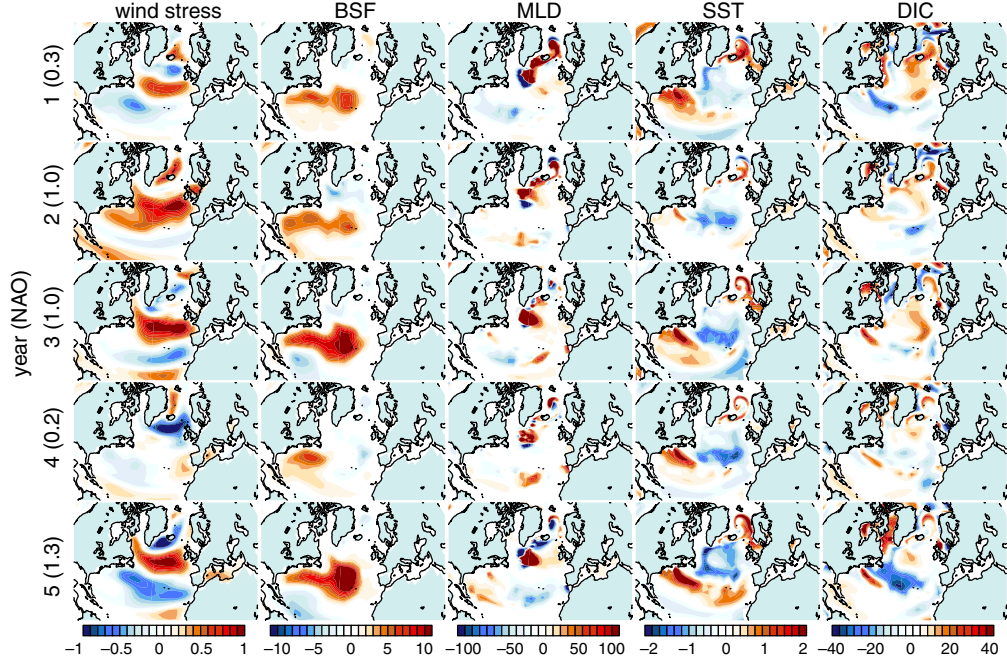 wind stress BSF MLD SST DIC
year (NAO)
1 (0.3)
2 (1.0)
3 (1.0)
4 (0.2)
5 (1.3)
−1 −0.5 0 0.5 1 −10 −5 0 5 10 −100 −50 0 50 100 −2 −1 0 1 2 −40 −20 0 20 40